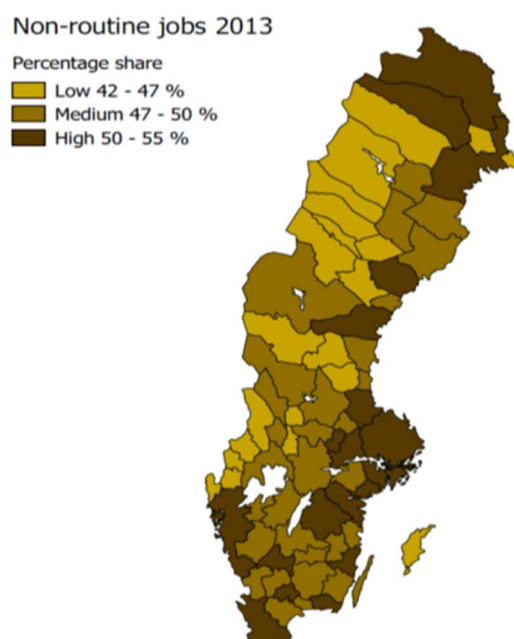 Non-routine jobs 2013
Percentage share
Low 42 - 47 %
Medium 47 - 50 %
High 50 - 55 %